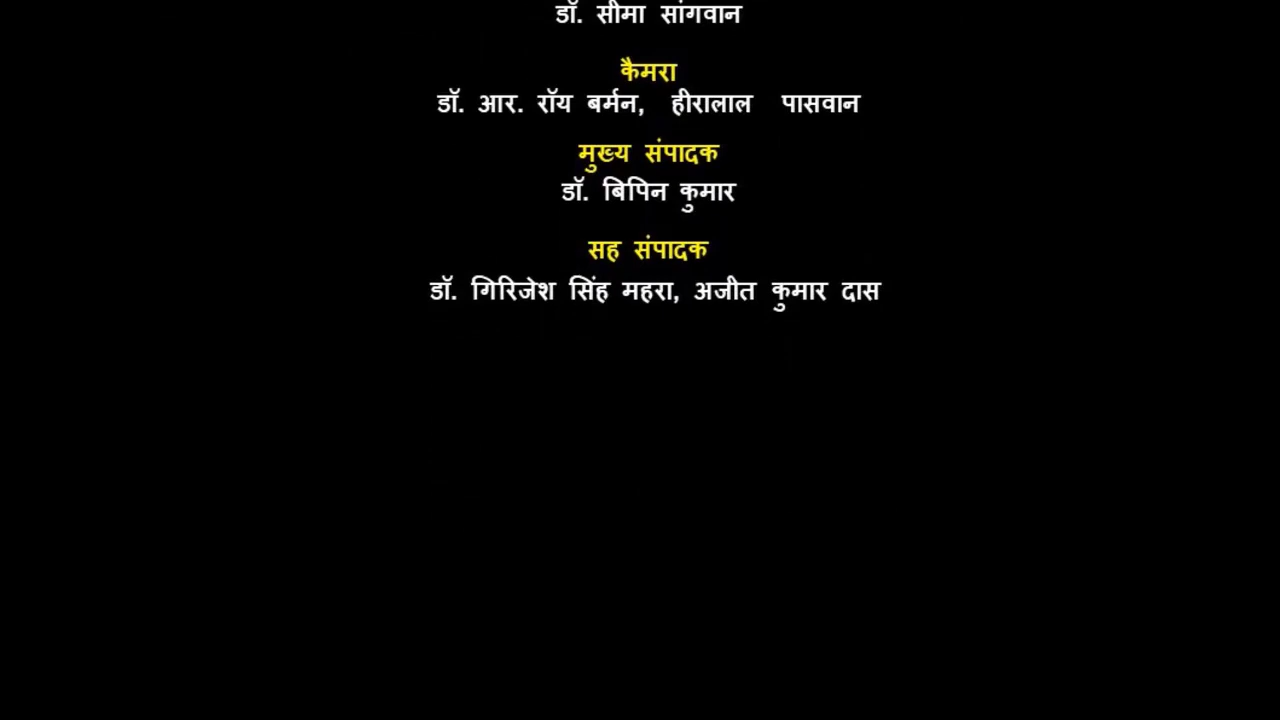 डॉ. सीमा सांगवान
कैमरा
डॉ. आर. रॉय बर्मन, हीरालाल पासवान
मुख्य संपादक
डॉ. बिपिन कुमार
सह संपादक
डॉ. गिरिजेश सिंह महरा, अजीत कुमार दास